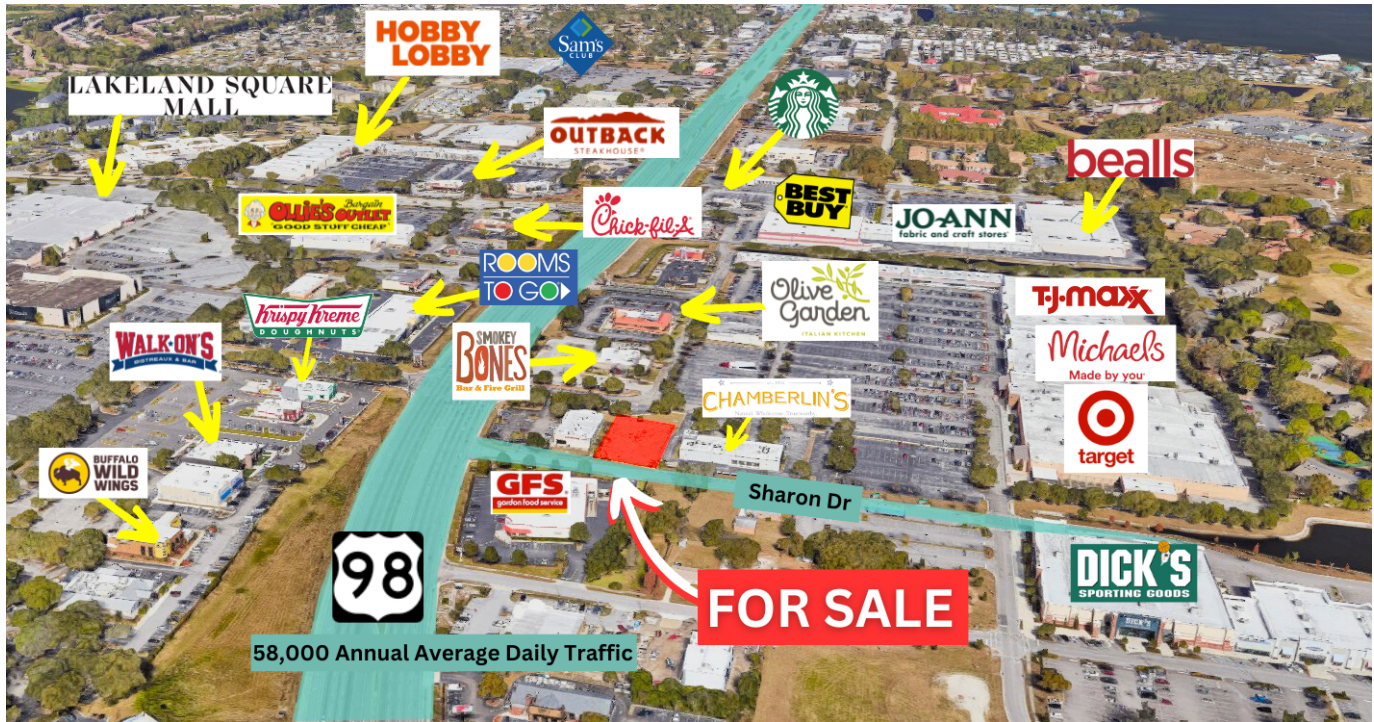 HOBBY
LOBBY
Sam's
CLUB
LAKELAND SQUARE
MALL
OUTBACK
STEAKHOUSE®
bealls
BEST
BUY
OLLIE'S Bargain
OUTLET
"GOOD STUFF CHEAP"
Chick-fil-A
JO-ANN
fabric and craft stores®
ROOMS
TO GO
Olive
Garden
ITALIAN KITCHEN
T·J·maxx
Krispy Kreme
DOUGHNUTS
WALK-ON'S
BISTREAUX & BAR
SMOKEY
BONES
Bar & Fire Grill
Michaels
Made by you
CHAMBERLIN'S
target
BUFFALO
WILD
WINGS
GFS
gordon food service
Sharon Dr
98
DICK'S
SPORTING GOODS
DICK'S
FOR SALE
58,000 Annual Average Daily Traffic